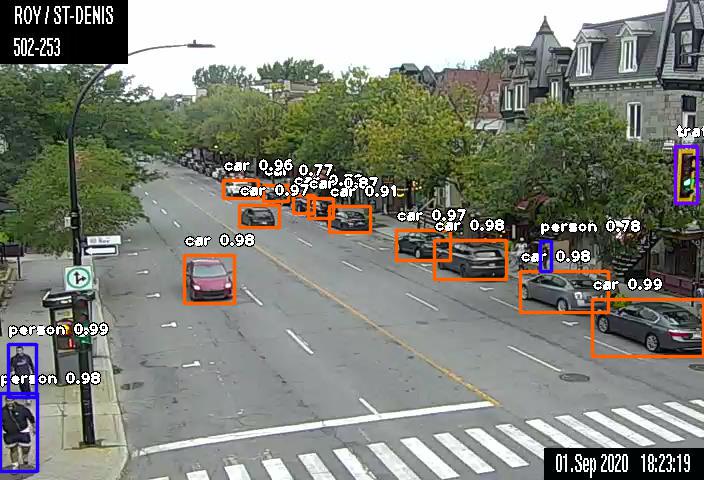 ROY / ST-DENIS
502-253
car 0.96
0.77
car 0.97
car 0.91
car 0.97
car 0.98
person 0.78
car 0.98
car 0.98
car 0.99
person 0.99
person 0.98
01.Sep 2020 18:23:19